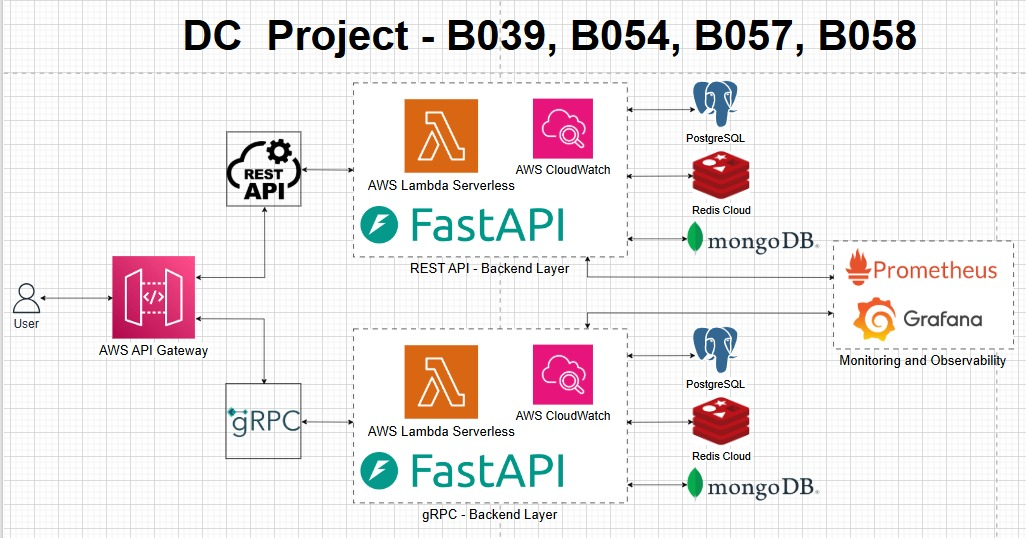 DC Project - B039, B054, B057, B058
PostgreSQL
AWS CloudWatch
REST
API
AWS Lambda Serverless
Redis Cloud
FastAPI
mongoDB.
REST API - Backend Layer
Prometheus
</>
User
Grafana
AWS API Gateway
Monitoring and Observability
PostgreSQL
AWS CloudWatch
gRPC
AWS Lambda Serverless
Redis Cloud
FastAPI
mongoDB.
gRPC - Backend Layer